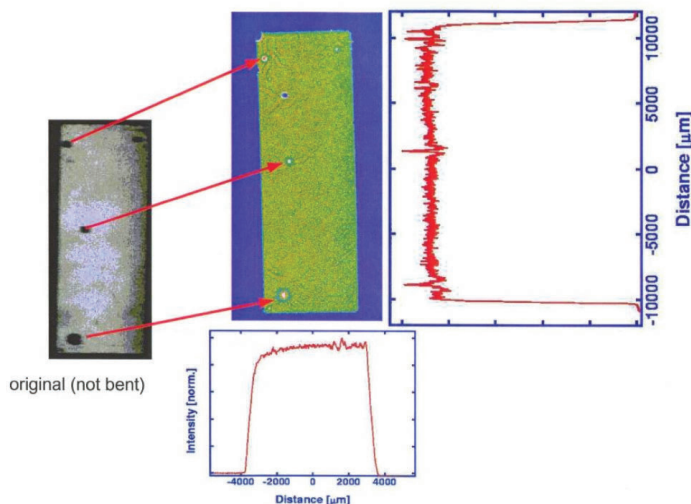 10000
5000
0
-5000
-10000
Distance [µm]
original (not bent)
Intensity [norm.]
-4000
-2000
0
2000
4000
Distance [µm]